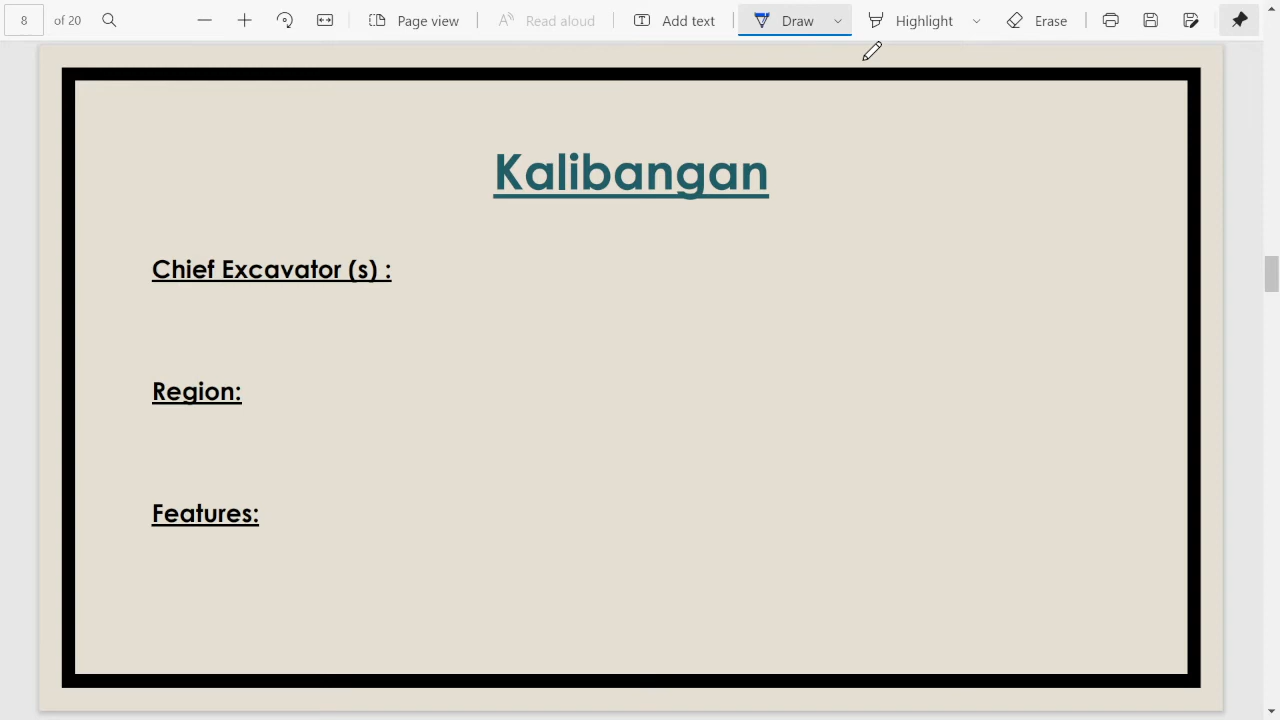 8 of 20 Page view Read aloud Add text Draw Highlight Erase
Kalibangan
Chief Excavator (s) :
Region:
Features: